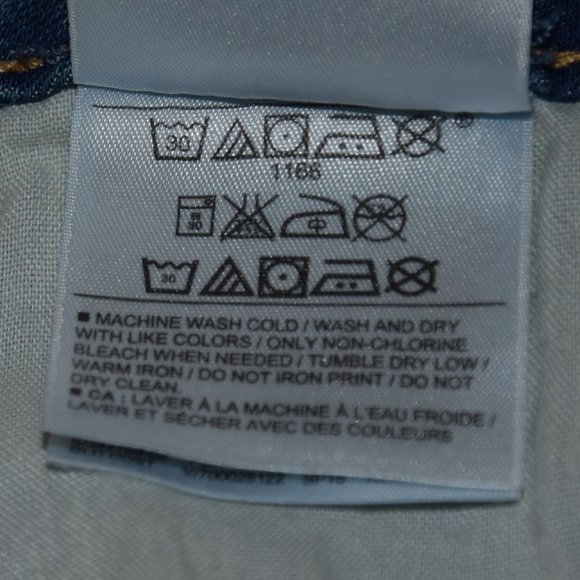 30 ®
1166
30
■ MACHINE WASH COLD / WASH AND DRY
WITH LIKE COLORS / ONLY NON-CHLORINE
BLEACH WHEN NEEDED / TUMBLE DRY LOW /
WARM IRON / DO NOT IRON PRINT / DO NOT
DRY CLEAN.
■ CA : LAVER À LA MACHINE À L'EAU FROIDE /
LAVER ET SÉCHER AVEC DES COULEURS